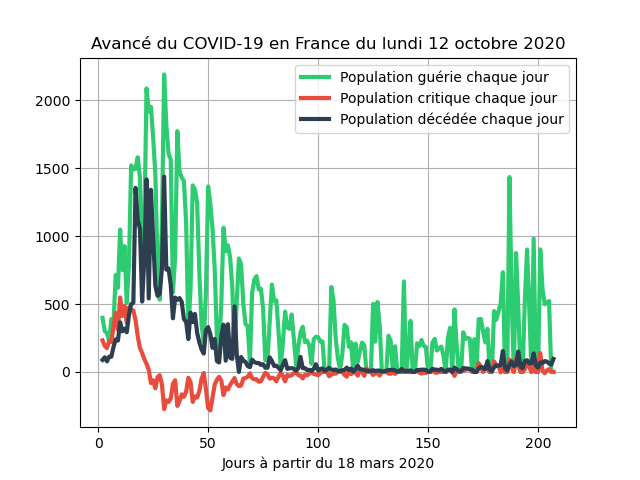 Avancé du COVID-19 en France du lundi 12 octobre 2020
Population guérie chaque jour
Population critique chaque jour
Population décédée chaque jour
2000
1500
1000
500
0
0 50 100 150 200
Jours à partir du 18 mars 2020